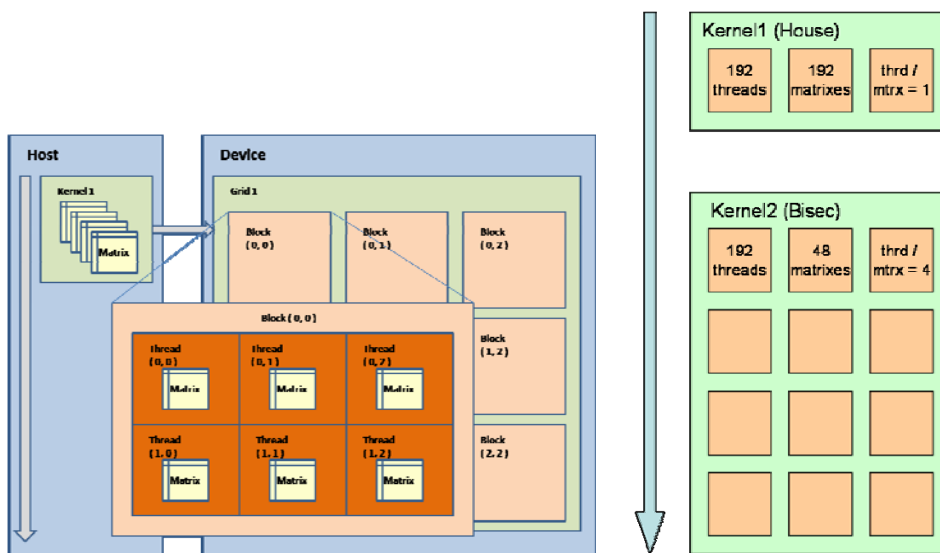 Host
Kernel 1
Matrix
Device
Grid 1
Block
(0,0)
Block
(0,1)
Block
(0,2)
Block (0,0)
Thread
(0,0)
Matrix
Thread
(0,1)
Matrix
Thread
(0,2)
Matrix
Thread
(1,0)
Matrix
Thread
(1,1)
Matrix
Thread
(1,2)
Matrix
Block
(1,2)
Block
(2,2)
Kernel1 (House)
192
threads
192
matrixes
thrd /
mtrx = 1
Kernel2 (Bisec)
192
threads
48
matrixes
thrd /
mtrx = 4